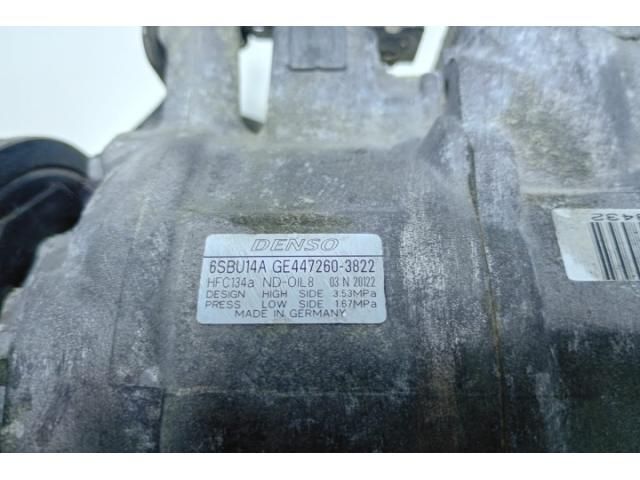 DENSO
6SBU14A GE447260-3822
HFC134a ND-OIL8 03 N 20122
DESIGN HIGH SIDE 3.53MPa
PRESS LOW SIDE 1.67MPa
MADE IN GERMANY